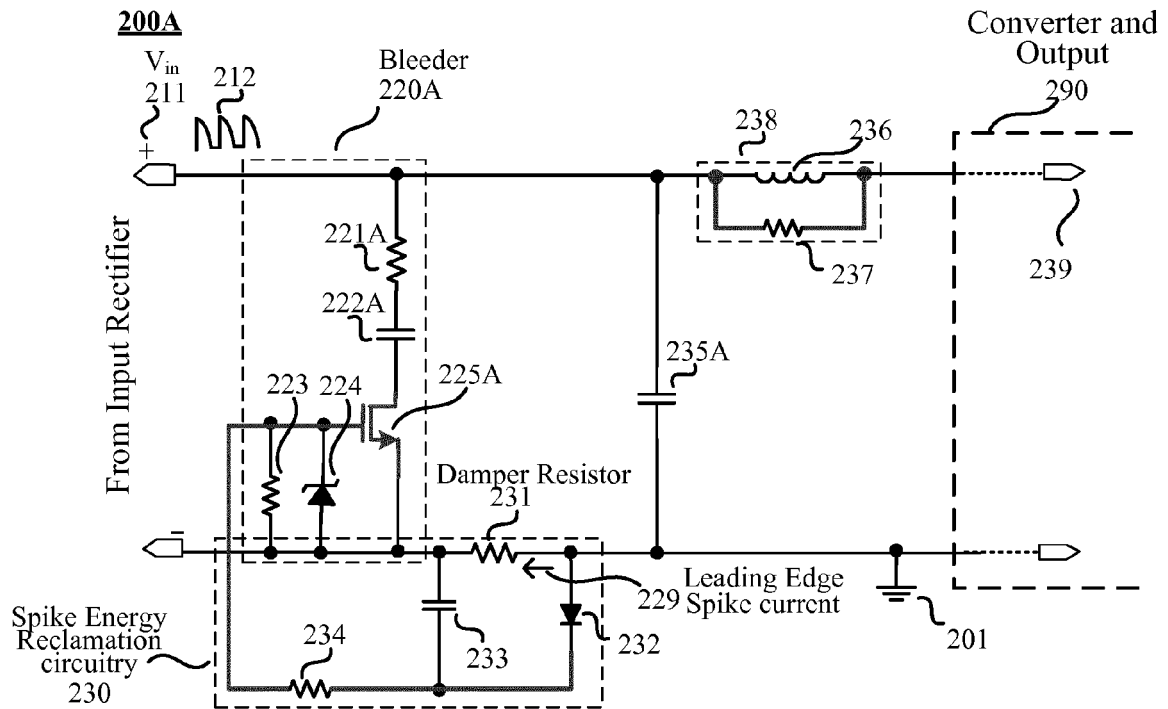 200A
Vin
211
212
+
Bleeder
220A
Converter and
Output
290
238
236
237
239
221A
222A
223
224
225A
235A
From Input Rectifier
-
Damper Resistor
231
229
Leading Edge
Spike current
201
Spike Energy
Reclamation
circuitry
230
234
233
232